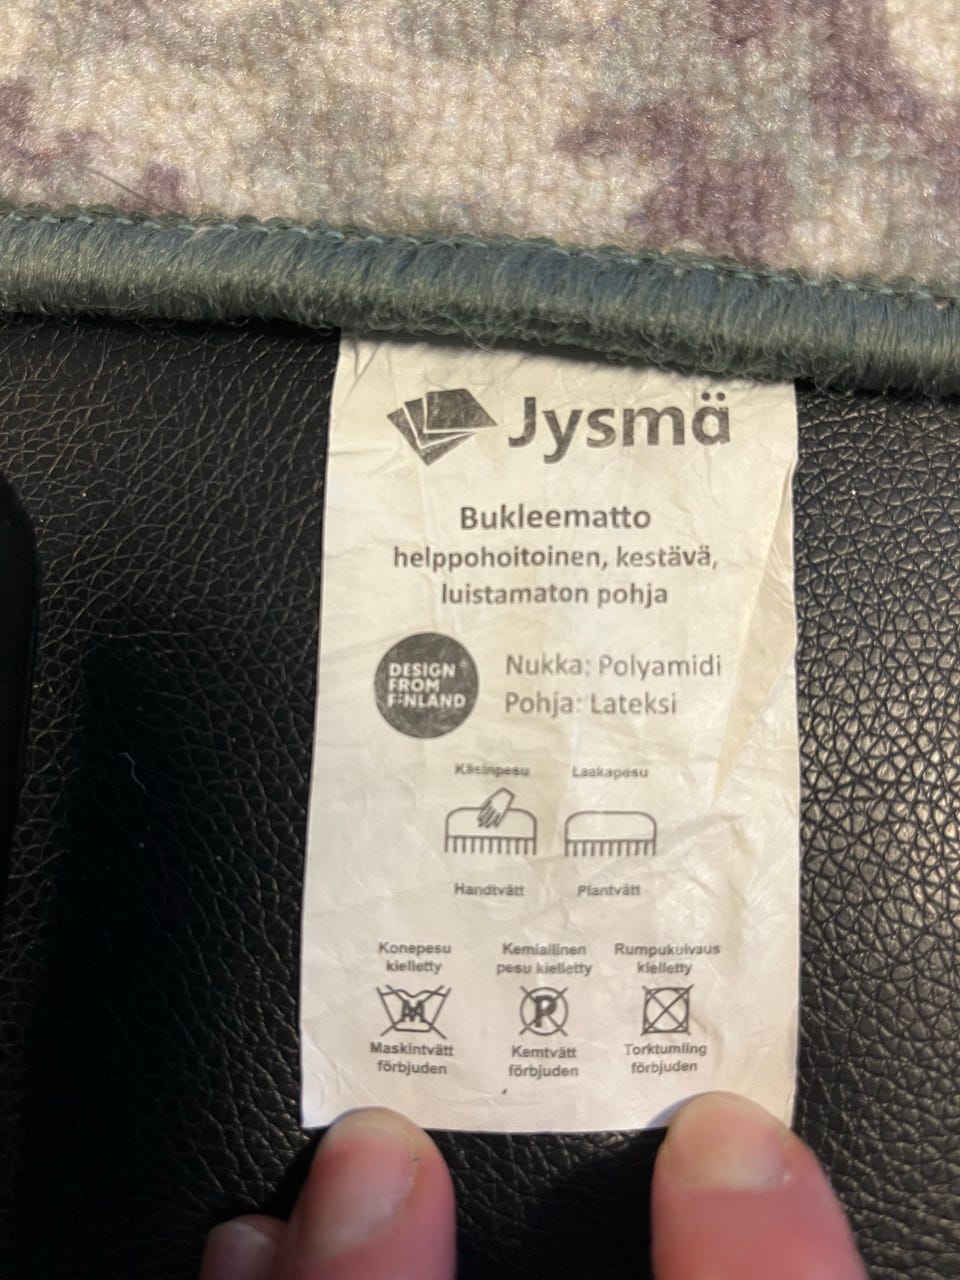 Jysmä
Bukleematto
helppohoitoinen, kestävä,
luistamaton pohja
DESIGN
FROM
FINLAND
Nukka: Polyamidi
Pohja: Lateksi
Käsinpesu
Laakapesu
Handtvätt
Plantvätt
Konepesu
kielletty
Kemiallinen
pesu kielletty
Rumpukuivaus
kielletty
M
P
Maskintvätt
förbjuden
Kemtvätt
förbjuden
Torktumling
förbjuden